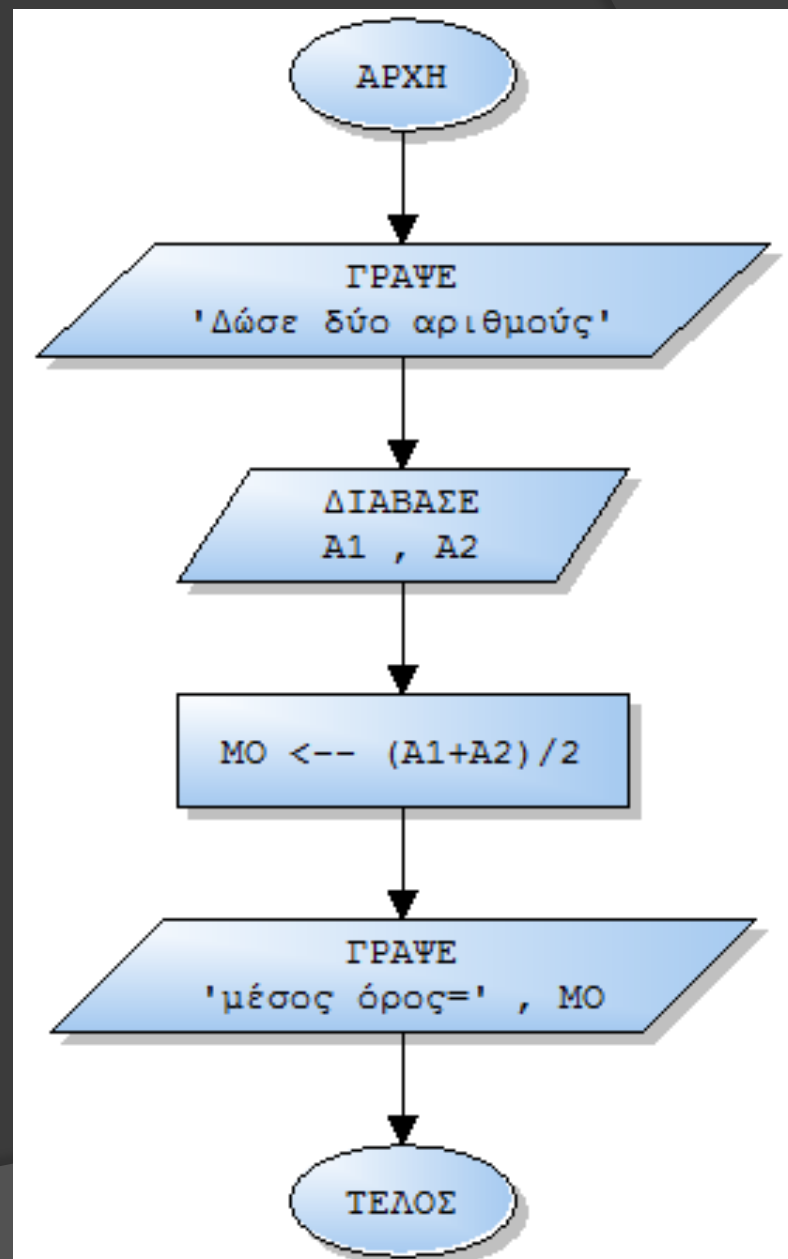 ΑΡΧΗ
ΓΡΑΨΕ
'Δώσε δύο αριθμούς'
ΔΙΑΒΑΣΕ
Α1 , Α2
ΜΟ <-- (Α1+Α2)/2
ΓΡΑΨΕ
'μέσος όρος=' , ΜΟ
ΤΕΛΟΣ